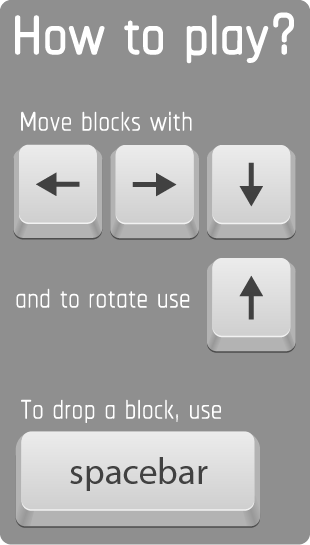 How to play?
Move blocks with
← → ↓
and to rotate use ↑
To drop a block, use
spacebar